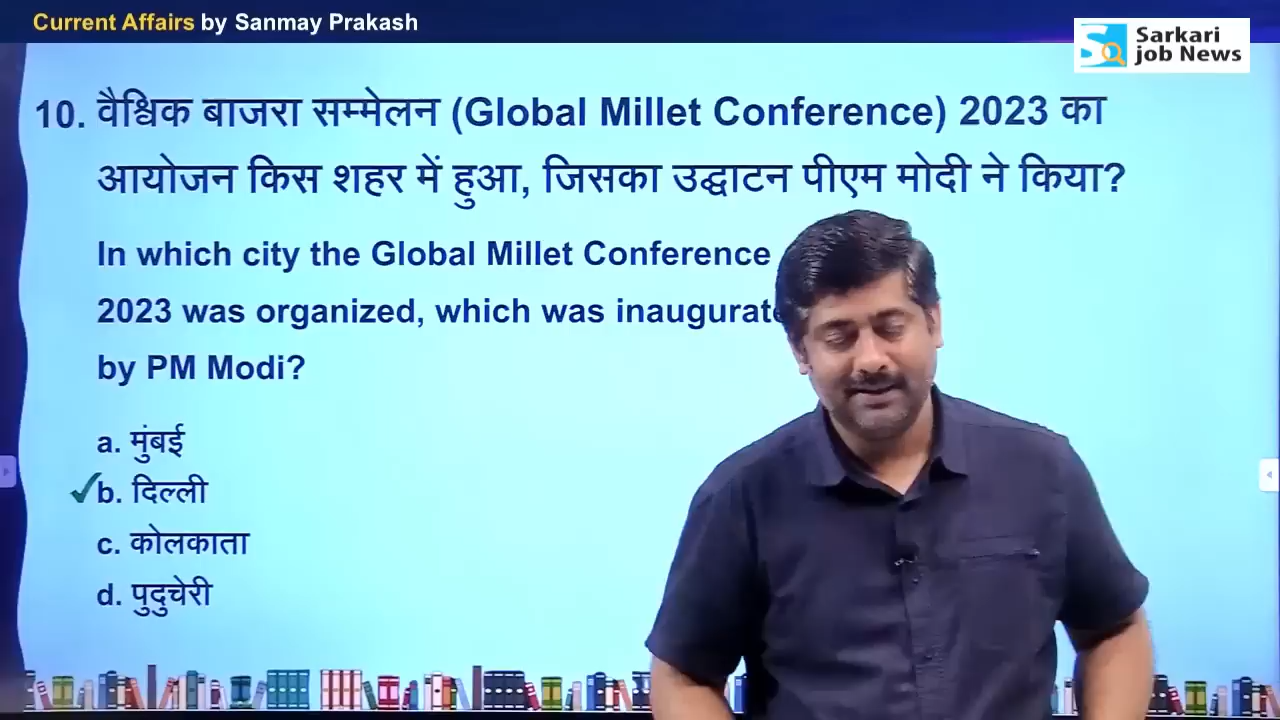 Current Affairs by Sanmay Prakash
Sarkari
job News
10. वैश्विक बाजरा सम्मेलन (Global Millet Conference) 2023 का
आयोजन किस शहर में हुआ, जिसका उद्घाटन पीएम मोदी ने किया?
In which city the Global Millet Conference
2023 was organized, which was inaugurate
by PM Modi?
a. मुंबई
b. दिल्ली
c. कोलकाता
d. पुदुचेरी